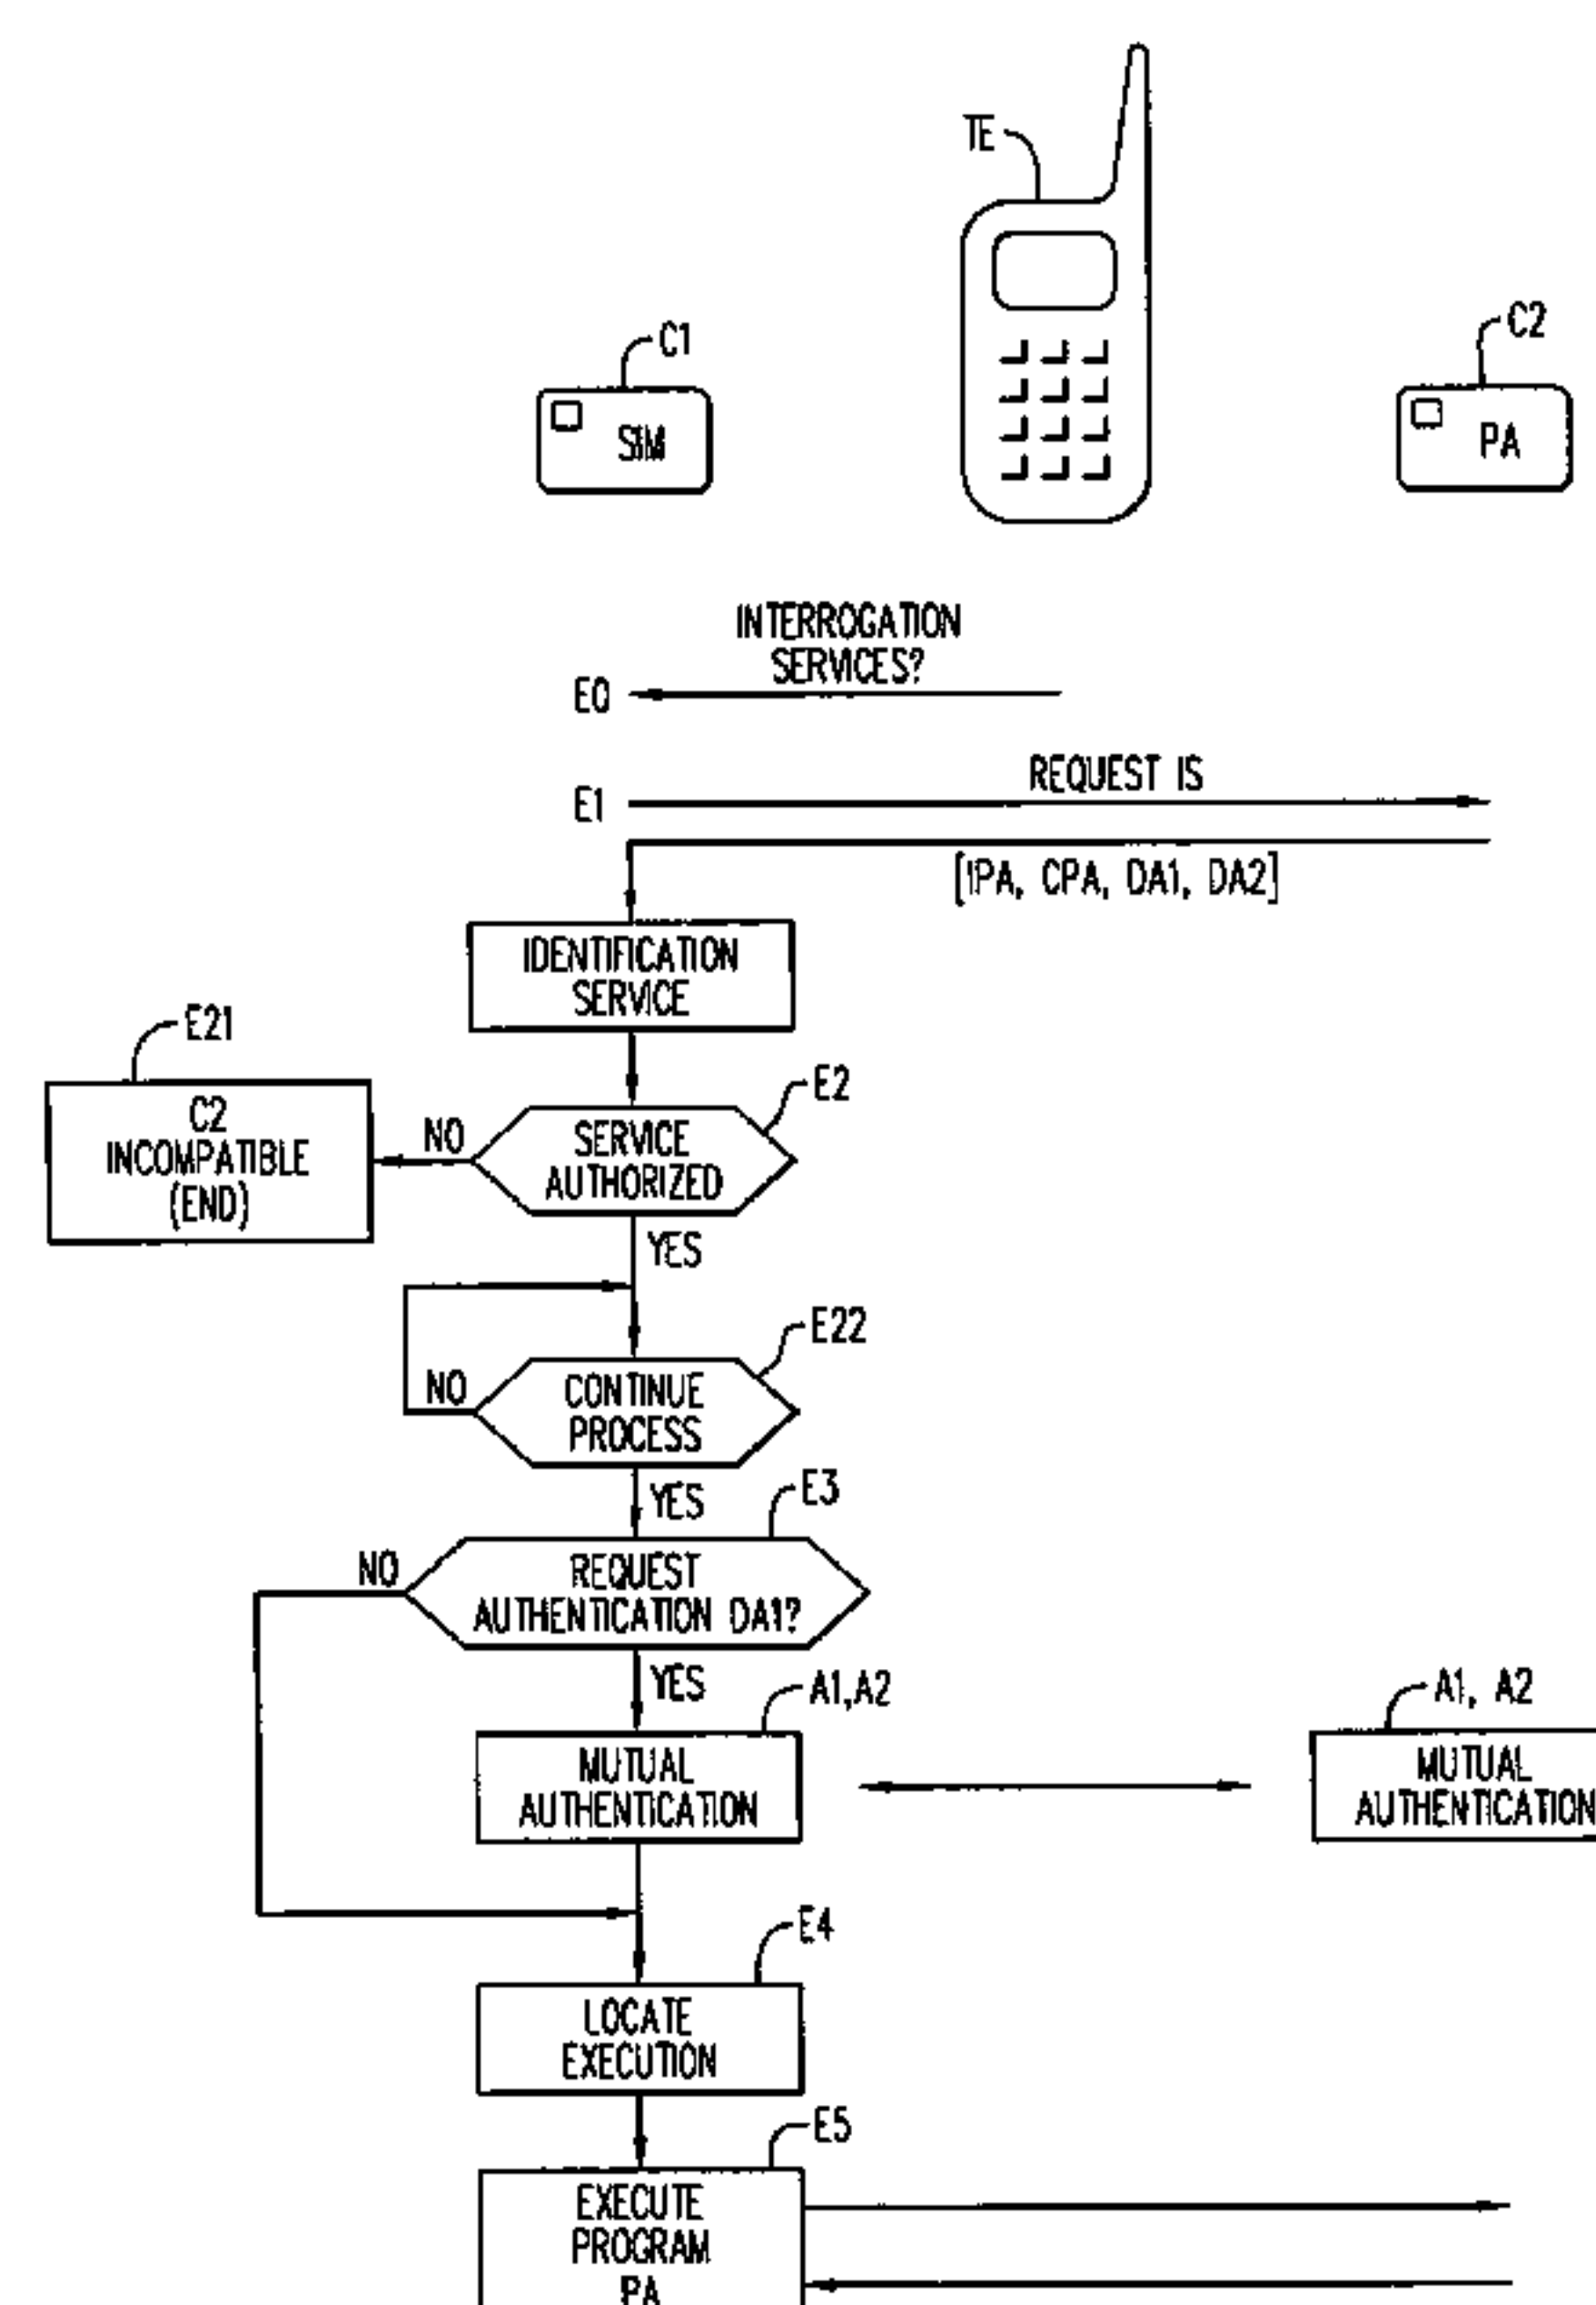 TE
C1
C2
SIM
PA
INTERROGATION
SERVICES?
E0
REQUEST IS
E1
[IPA, CPA, DA1, DA2]
IDENTIFICATION
SERVICE
E21
E2
C2
INCOMPATIBLE
(END)
NO
SERVICE
AUTHORIZED
YES
E22
NO
CONTINUE
PROCESS
YES
E3
NO
REQUEST
AUTHENTICATION DA1?
YES
A1,A2
A1, A2
MUTUAL
AUTHENTICATION
MUTUAL
AUTHENTICATION
E4
LOCATE
EXECUTION
E5
EXECUTE
PROGRAM
PA